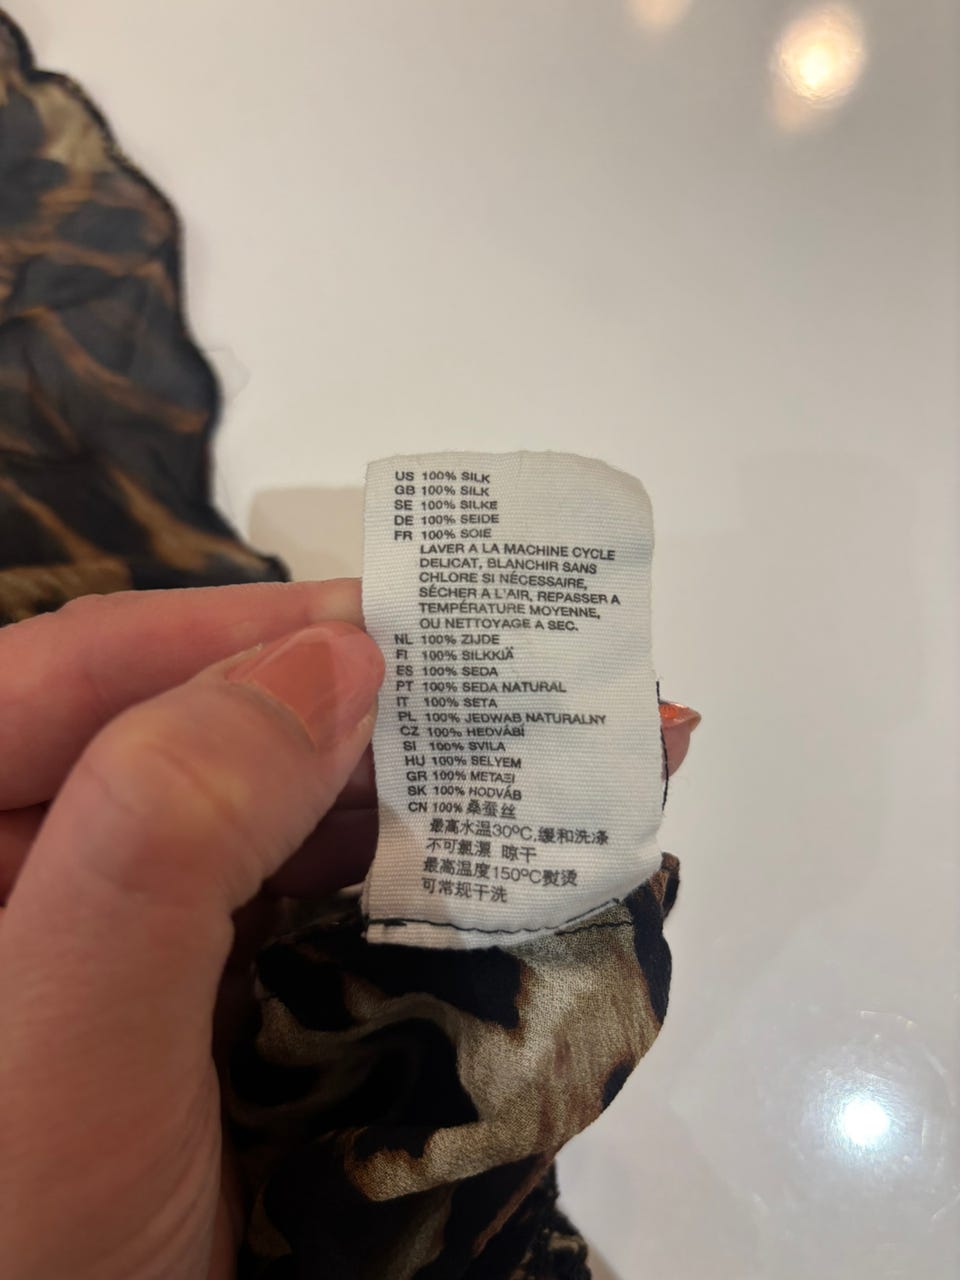 US 100% SILK
GB 100% SILK
SE 100% SILKE
DE 100% SEIDE
FR 100% SOIE
LAVER A LA MACHINE CYCLE
DELICAT, BLANCHIR SANS
CHLORE SI NÉCESSAIRE,
SÉCHER A L'AIR, REPASSER A
TEMPÉRATURE MOYENNE,
OU NETTOYAGE A SEC.
NL 100% ZIJDE
FI 100% SILKKIÄ
ES 100% SEDA
PT 100% SEDA NATURAL
IT 100% SETA
PL 100% JEDWAB NATURALNY
CZ 100% HEDVÁBÍ
SI 100% SVILA
HU 100% SELYEM
GR 100% ΜΕΤΑΞΙ
SK 100% HODVÁB
CN 100% 桑蚕丝
最高水温30ºC,缓和洗涤
不可氯漂 晾干
最高温度150ºC熨烫
可常规干洗